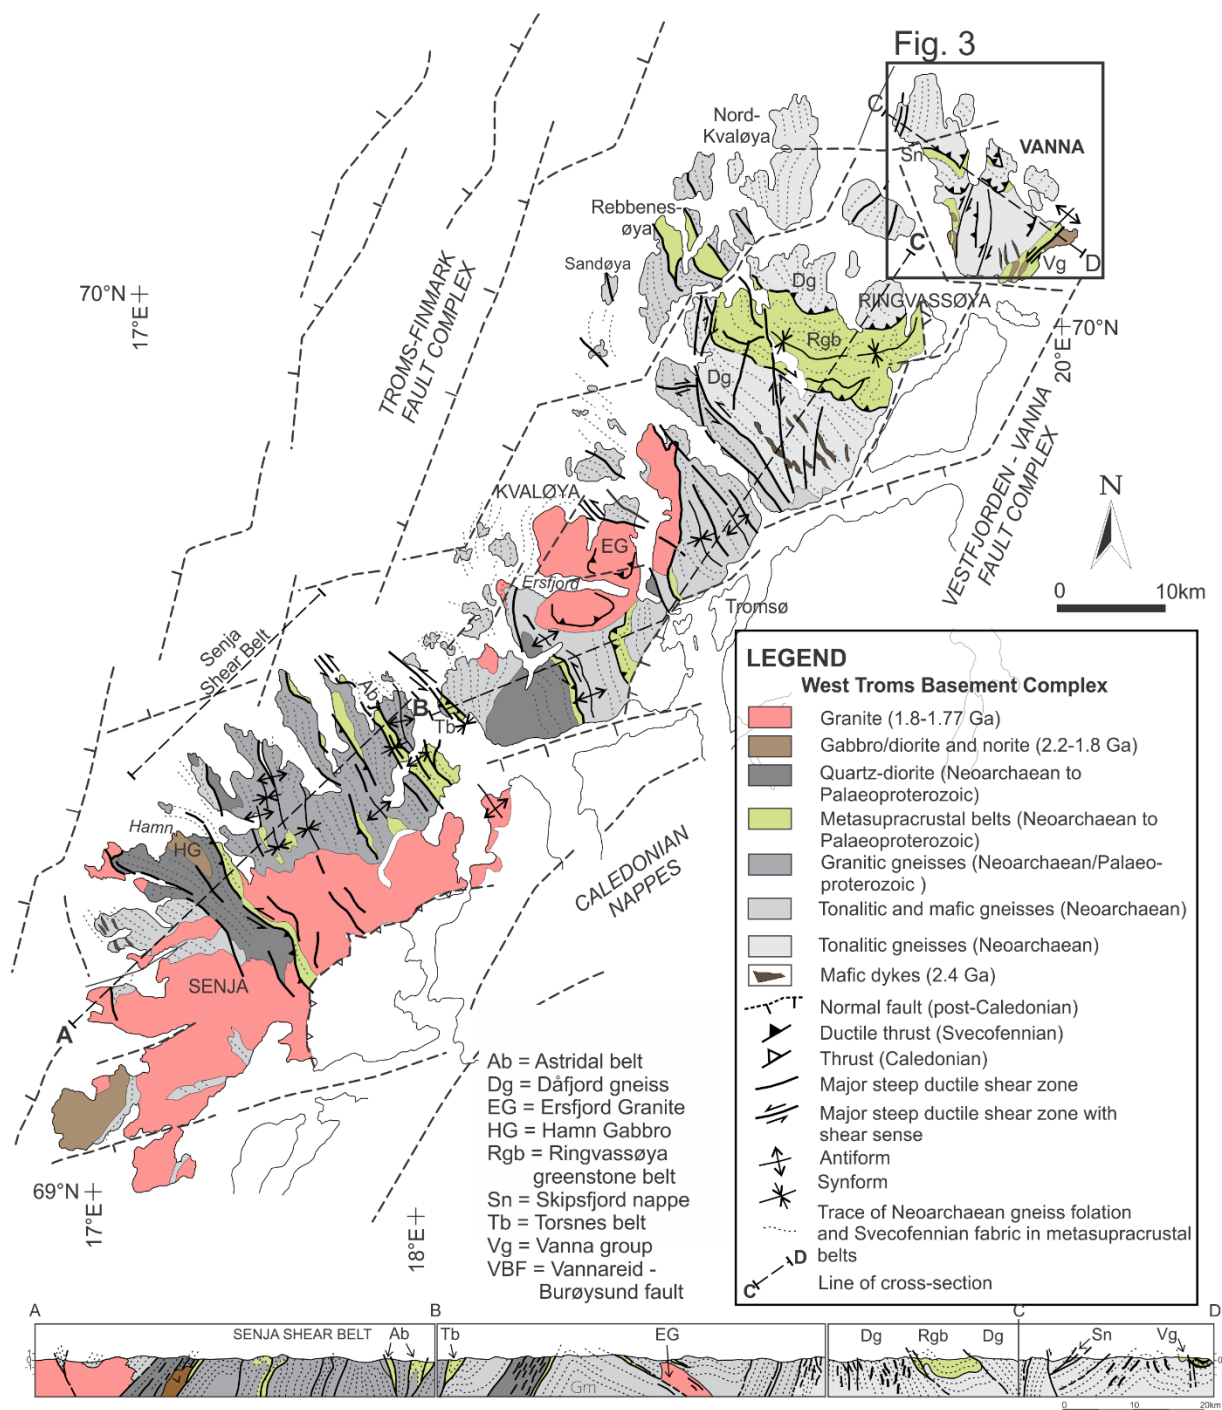 Fig. 3
C
Nord-
Kvaløya
Sn
VANNA
Rebbenes-
øya
C
Vg
D
Sandøya
Dg
RINGVASSØYA
70°N
17°E
TROMS-FINMARK
FAULT COMPLEX
Rgb
70°N
20°E
Dg
VESTFJORDEN - VANNA
FAULT COMPLEX
N
KVALØYA
EG
Ersfjord
0 10km
Tromsø
Senja
Shear Belt
Ab
B
Tb
Hamn
HG
CALEDONIAN
NAPPES
SENJA
A
69°N
17°E
18°E
LEGEND
West Troms Basement Complex
Granite (1.8-1.77 Ga)
Gabbro/diorite and norite (2.2-1.8 Ga)
Quartz-diorite (Neoarchaean to
Palaeoproterozoic)
Metasupracrustal belts (Neoarchaean to
Palaeoproterozoic)
Granitic gneisses (Neoarchaean/Palaeo-
proterozoic )
Tonalitic and mafic gneisses (Neoarchaean)
Tonalitic gneisses (Neoarchaean)
Mafic dykes (2.4 Ga)
Normal fault (post-Caledonian)
Ductile thrust (Svecofennian)
Thrust (Caledonian)
Major steep ductile shear zone
Major steep ductile shear zone with
shear sense
Antiform
Synform
Trace of Neoarchaean gneiss folation
and Svecofennian fabric in metasupracrustal
belts
C D
Line of cross-section
Ab = Astridal belt
Dg = Dåfjord gneiss
EG = Ersfjord Granite
HG = Hamn Gabbro
Rgb = Ringvassøya
greenstone belt
Sn = Skipsfjord nappe
Tb = Torsnes belt
Vg = Vanna group
VBF = Vannareid -
Burøysund fault
A B C D
SENJA SHEAR BELT Ab Tb EG Dg Rgb Dg Sn Vg
Gm
0 10 20km